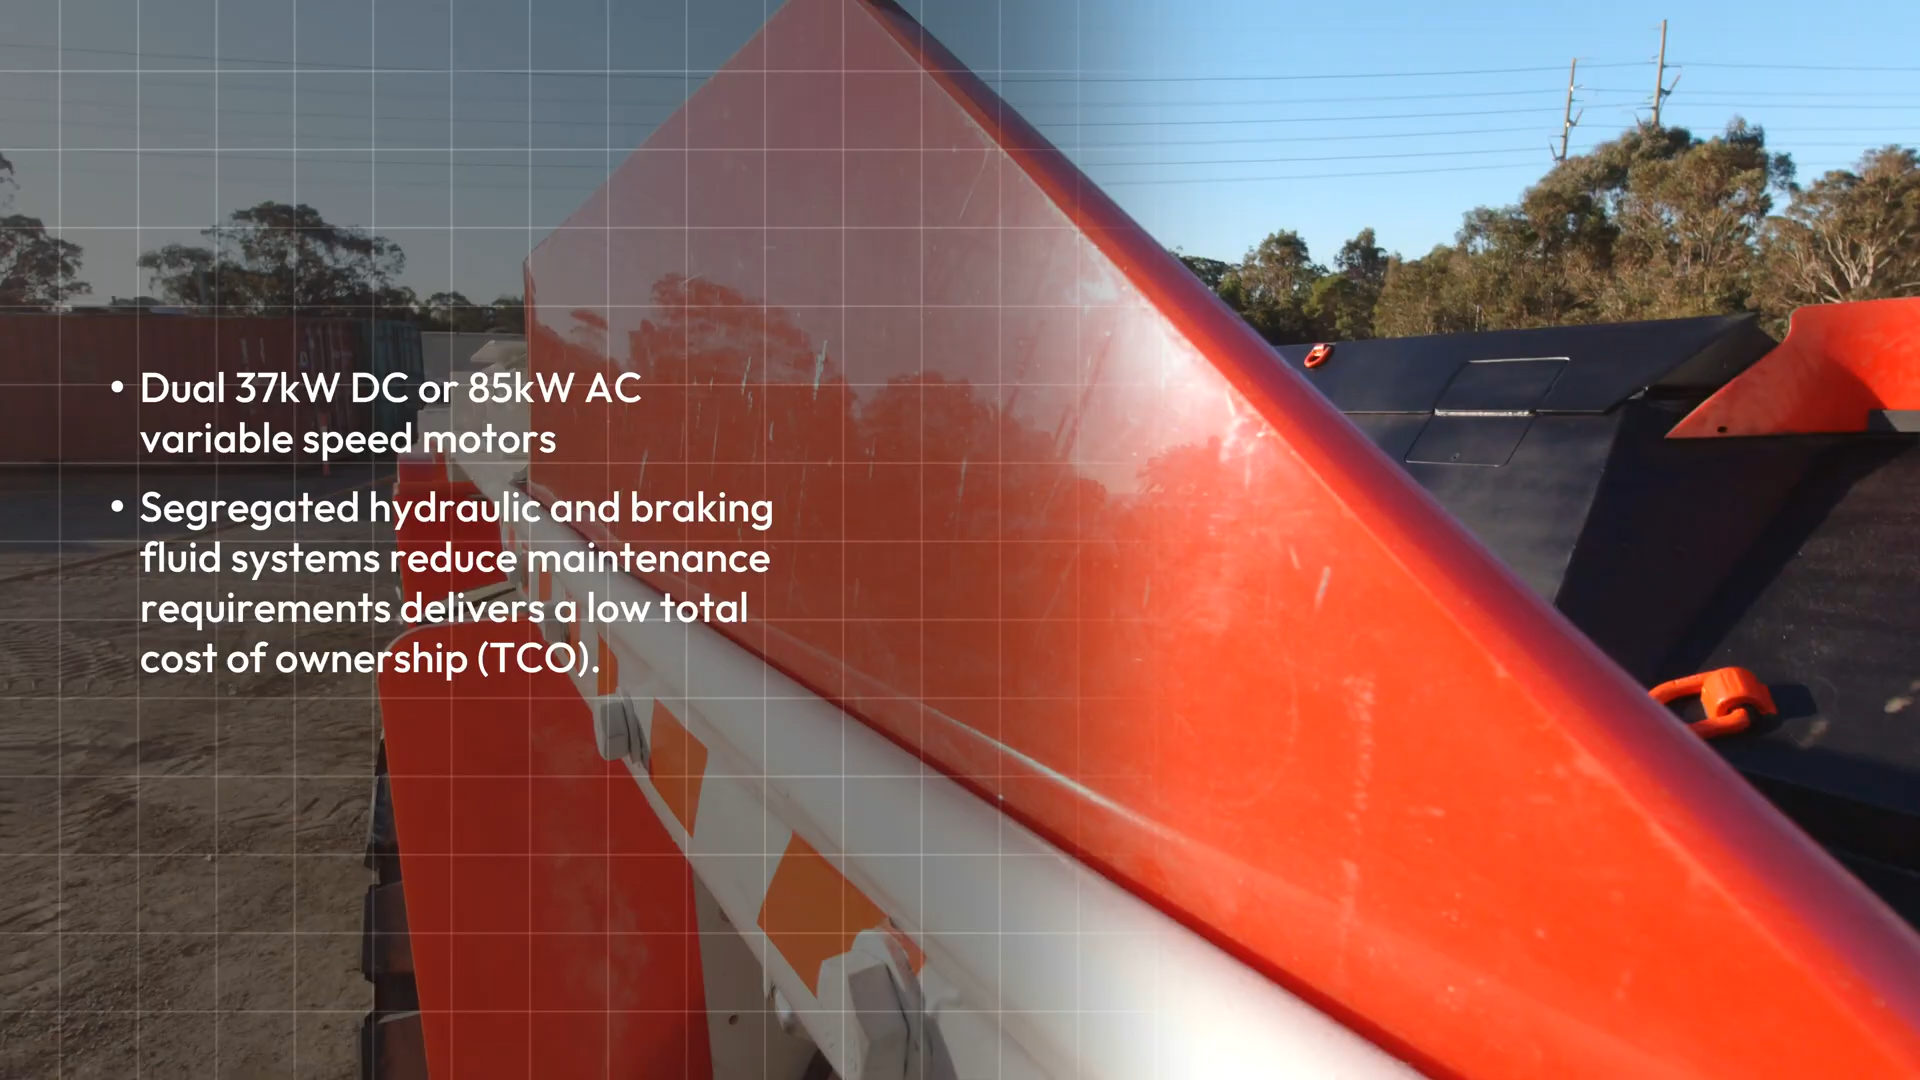 • Dual 37kW DC or 85kW AC
variable speed motors
• Segregated hydraulic and braking
fluid systems reduce maintenance
requirements delivers a low total
cost of ownership (TCO).